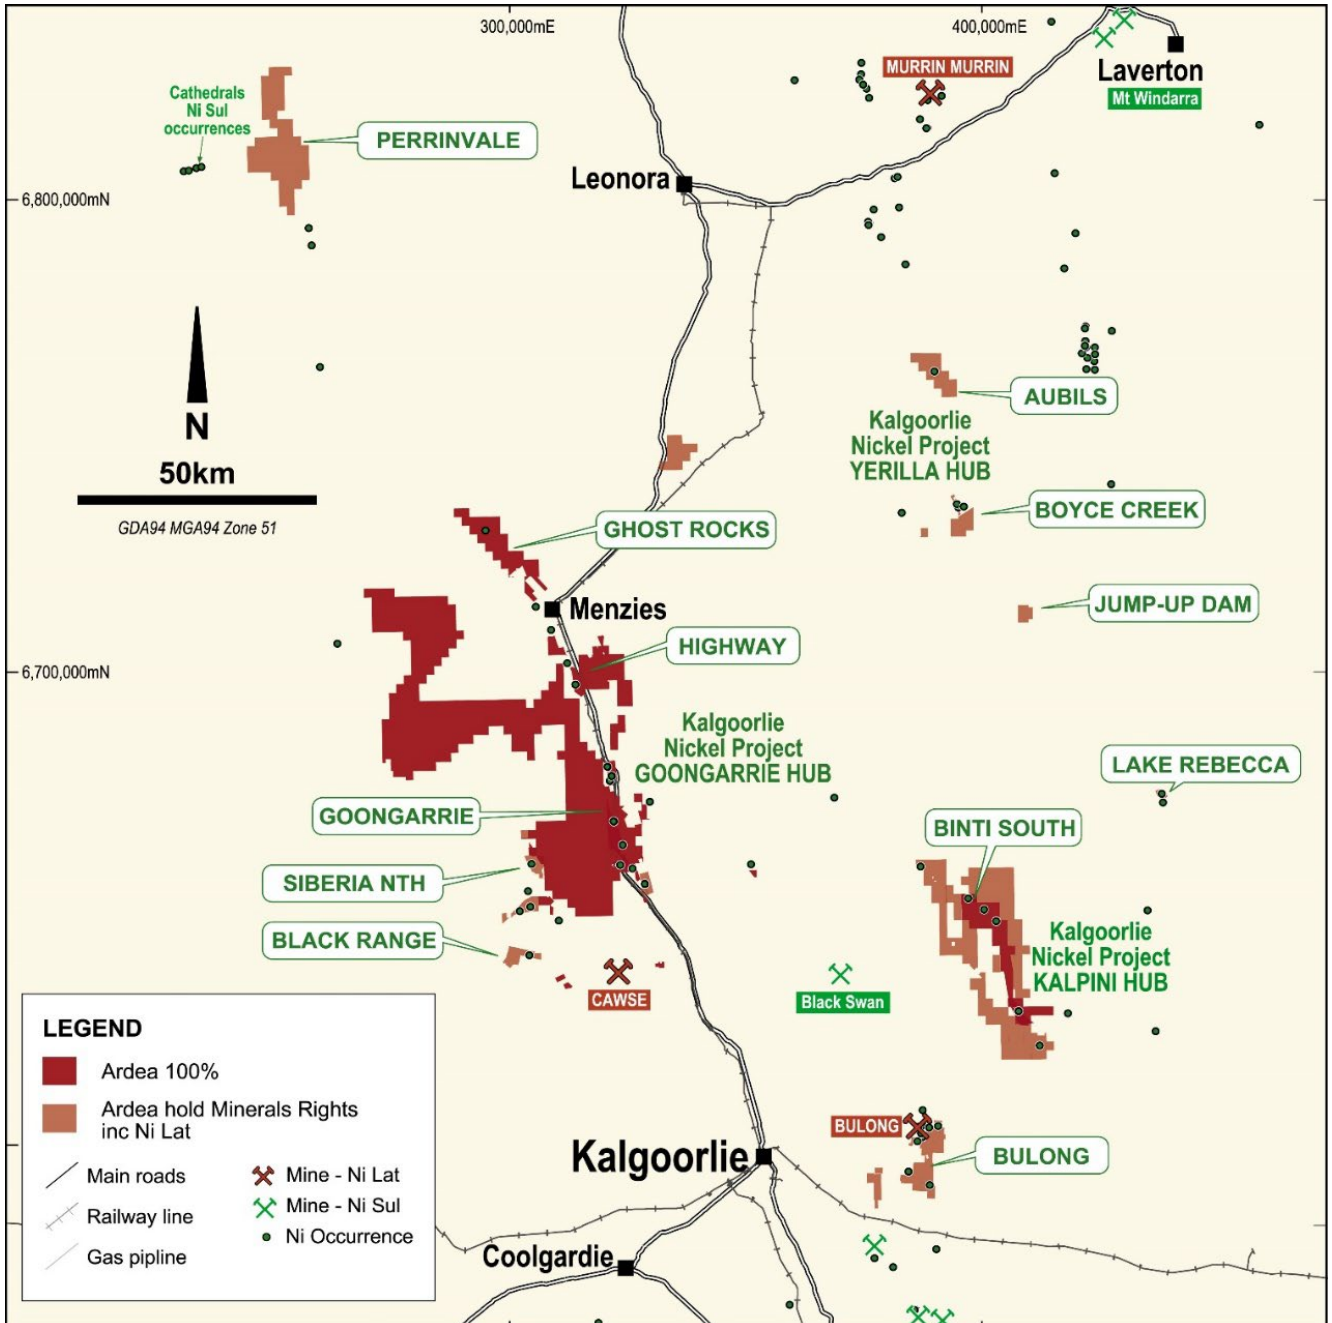 300,000mE
400,000mE
MURRIN MURRIN
Laverton
Mt Windarra
Cathedrals
Ni Sul
occurrences
PERRINVALE
Leonora
6,800,000mN
N
50km
GDA94 MGA94 Zone 51
AUBILS
Kalgoorlie
Nickel Project
YERILLA HUB
BOYCE CREEK
GHOST ROCKS
Menzies
JUMP-UP DAM
HIGHWAY
6,700,000mN
Kalgoorlie
Nickel Project
GOONGARRIE HUB
LAKE REBECCA
GOONGARRIE
BINTI SOUTH
SIBERIA NTH
BLACK RANGE
Kalgoorlie
Nickel Project
KALPINI HUB
CAWSE
Black Swan
LEGEND
Ardea 100%
Ardea hold Minerals Rights
inc Ni Lat
Main roads
Mine - Ni Lat
Railway line
Mine - Ni Sul
Gas pipline
Ni Occurrence
BULONG
BULONG
Kalgoorlie
Coolgardie